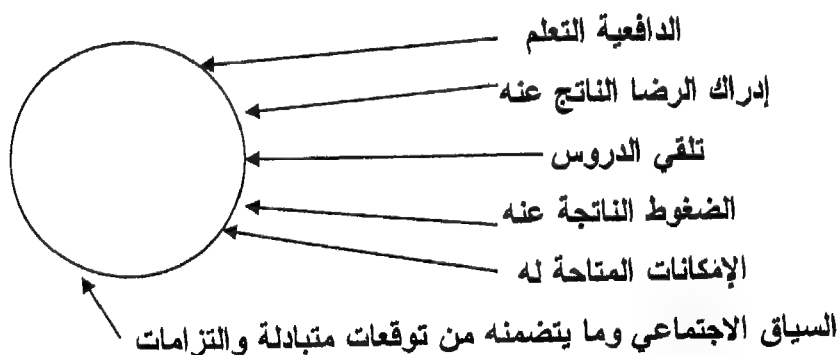 الدافعية التعلم
إدراك الرضا الناتج عنه
تلقي الدروس
الضغوط الناتجة عنه
الإمكانات المتاحة له
السياق الاجتماعي وما يتضمنه من توقعات متبادلة والتزامات